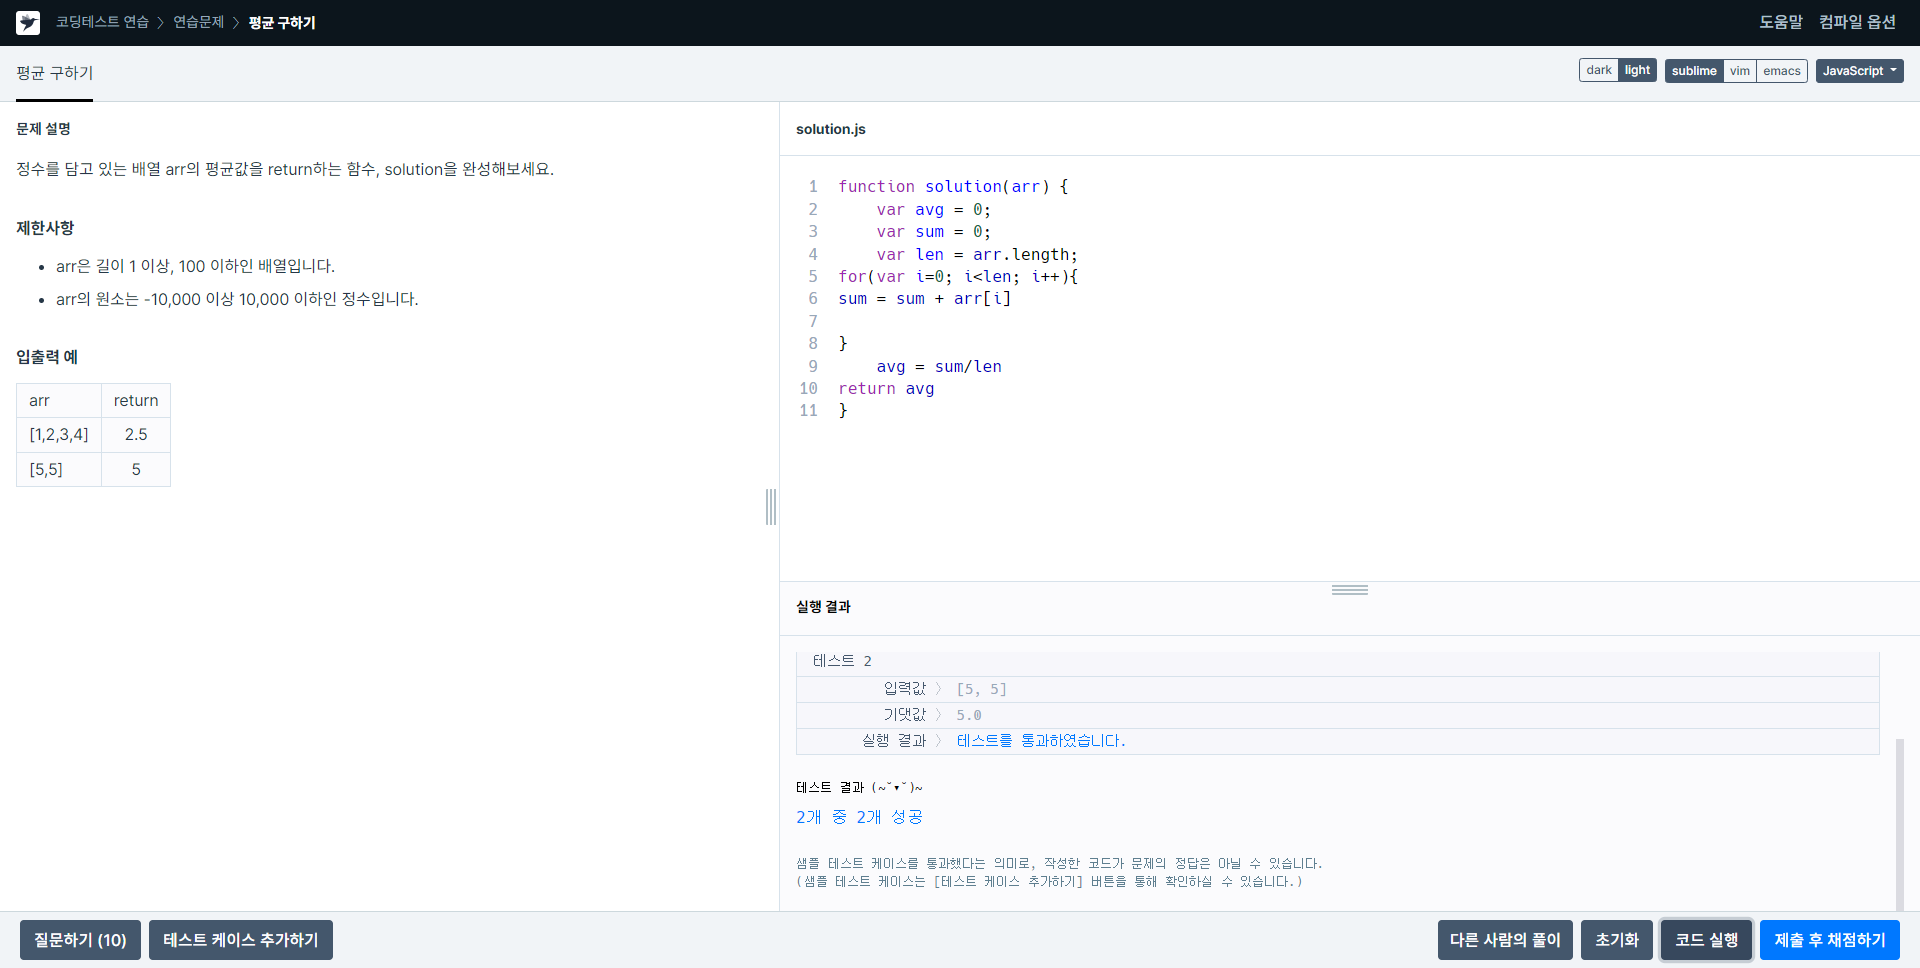 코딩테스트 연습 〉 연습문제 〉 평균 구하기
도움말 컴파일 옵션
평균 구하기
dark light sublime vim emacs JavaScript
문제 설명
정수를 담고 있는 배열 arr의 평균값을 return하는 함수, solution을 완성해보세요.
제한사항
• arr은 길이 1 이상, 100 이하인 배열입니다.
• arr의 원소는 -10,000 이상 10,000 이하인 정수입니다.
입출력 예
arr return
[1,2,3,4] 2.5
[5,5] 5
solution.js
1 function solution(arr) {
2     var avg = 0;
3     var sum = 0;
4     var len = arr.length;
5 for(var i=0; i<len; i++){
6 sum = sum + arr[i]
7
8 }
9     avg = sum/len
10 return avg
11 }
실행 결과
테스트 2
입력값 〉 [5, 5]
기댓값 〉 5.0
실행 결과 〉 테스트를 통과하였습니다.
테스트 결과 (~˘▾˘)~
2개 중 2개 성공
샘플 테스트 케이스를 통과했다는 의미로, 작성한 코드가 문제의 정답은 아닐 수 있습니다.
(샘플 테스트 케이스는 [테스트 케이스 추가하기] 버튼을 통해 확인하실 수 있습니다.)
질문하기 (10) 테스트 케이스 추가하기 다른 사람의 풀이 초기화 코드 실행 제출 후 채점하기